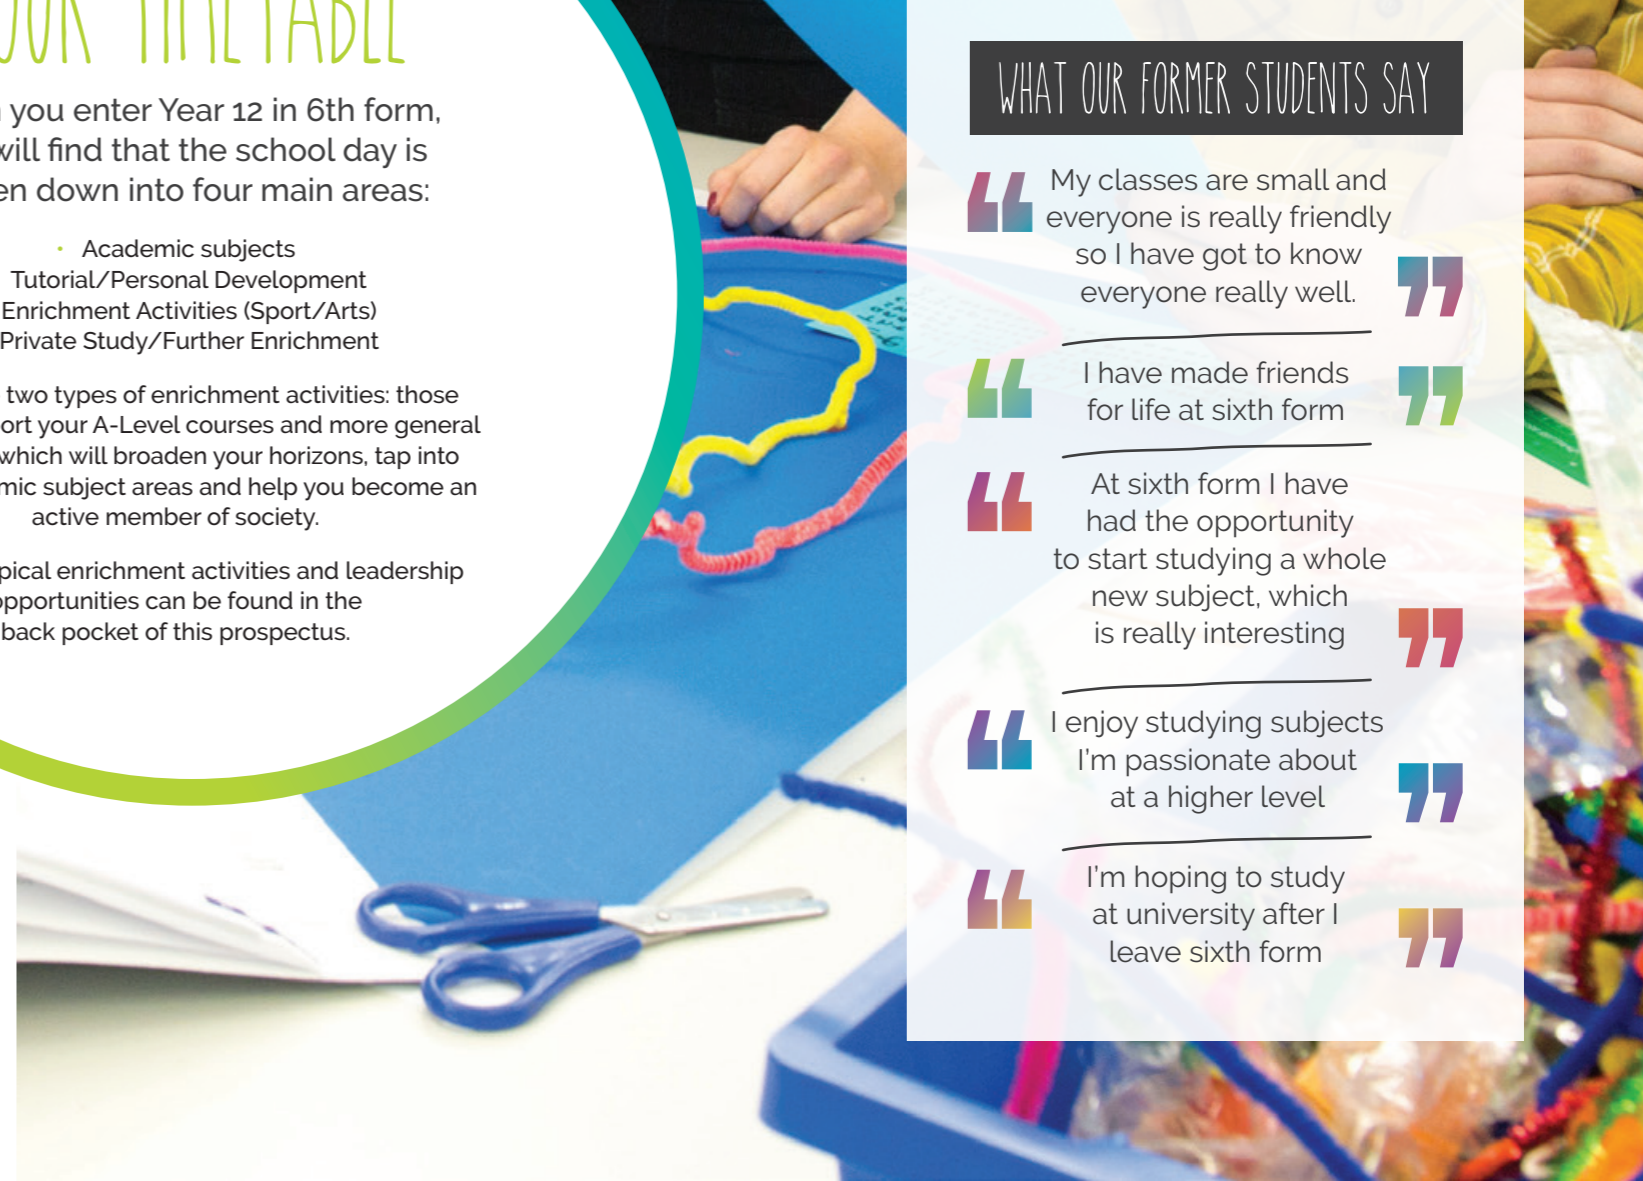 TIMETABLE
you enter Year 12 in 6th form,
will find that the school day is
down into four main areas:
• Academic subjects
Tutorial/Personal Development
Enrichment Activities (Sport/Arts)
Private Study/Further Enrichment
two types of enrichment activities: those
your A-Level courses and more general
which will broaden your horizons, tap into
subject areas and help you become an
active member of society.
enrichment activities and leadership
opportunities can be found in the
back pocket of this prospectus.
WHAT OUR FORMER STUDENTS SAY
“ My classes are small and
everyone is really friendly
so I have got to know
everyone really well. ”
“ I have made friends
for life at sixth form ”
“ At sixth form I have
had the opportunity
to start studying a whole
new subject, which
is really interesting ”
“ I enjoy studying subjects
I’m passionate about
at a higher level ”
“ I’m hoping to study
at university after I
leave sixth form ”